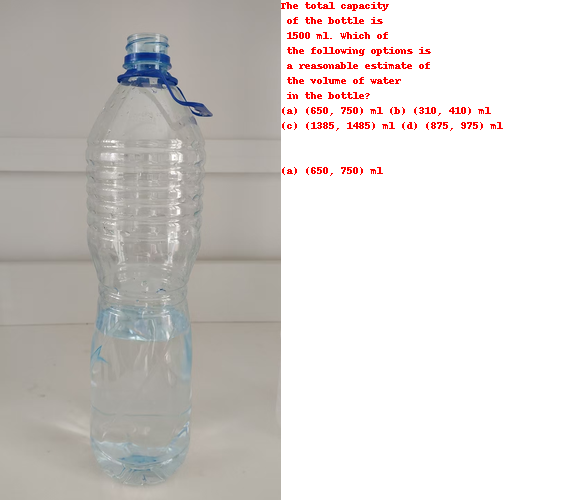 The total capacity
of the bottle is
1500 ml. Which of
the following options is
a reasonable estimate of
the volume of water
in the bottle?
(a) (650, 750) ml (b) (310, 410) ml
(c) (1385, 1485) ml (d) (875, 975) ml
(a) (650, 750) ml